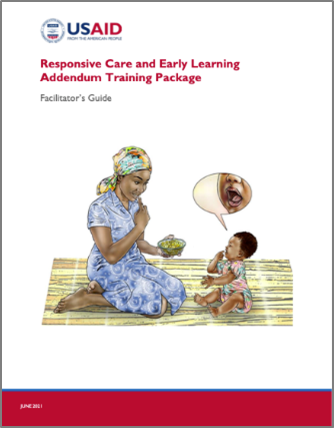 USAID
FROM THE AMERICAN PEOPLE
Responsive Care and Early Learning
Addendum Training Package
Facilitator's Guide
JUNE 2021